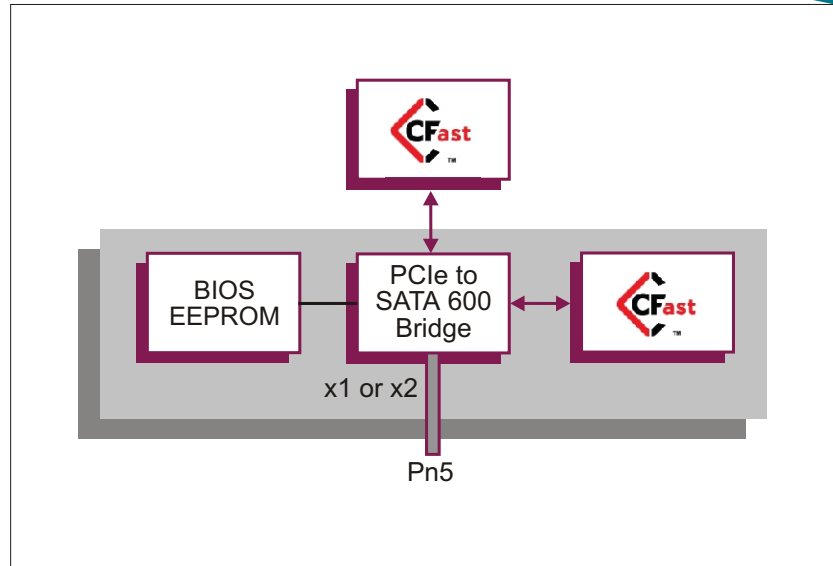 CFast
TM
BIOS
EEPROM
PCIe to
SATA 600
Bridge
CFast
TM
x1 or x2
Pn5